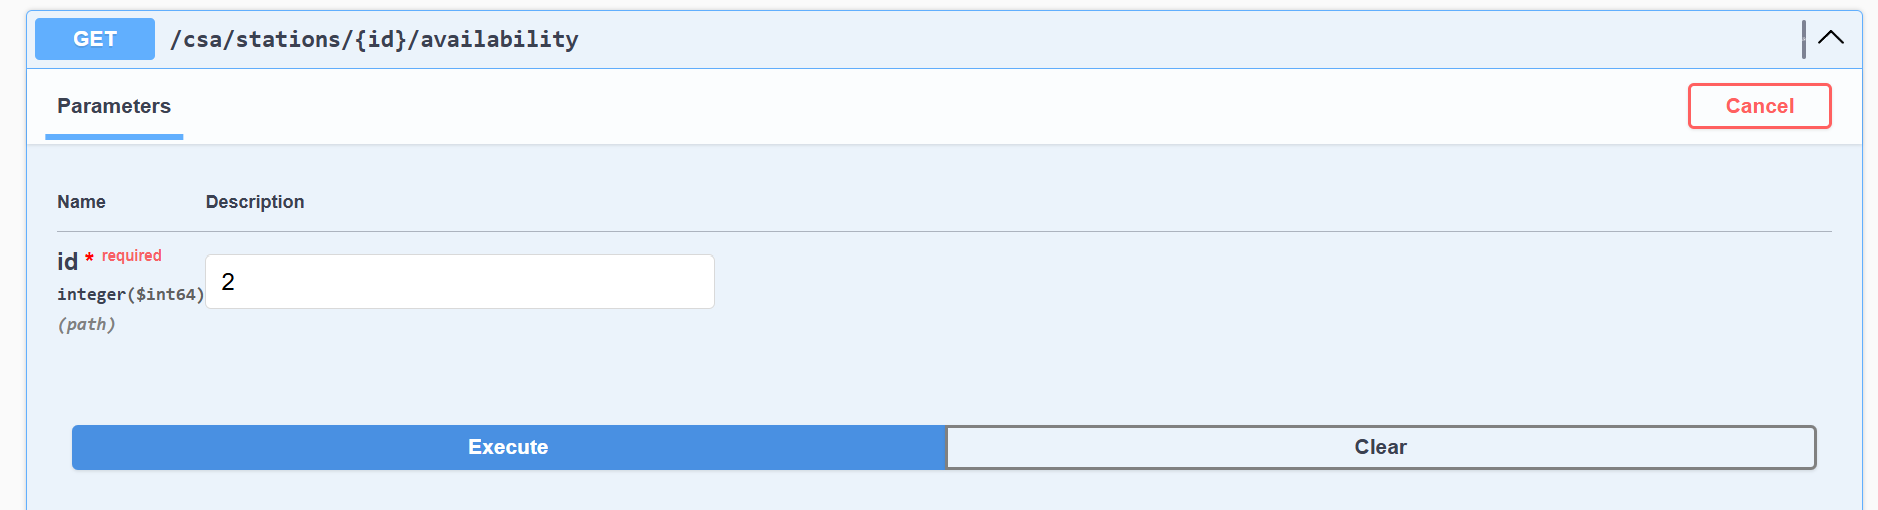 GET /csa/stations/{id}/availability
Parameters
Cancel
Name Description
id * required
integer($int64)
(path)
2
Execute Clear